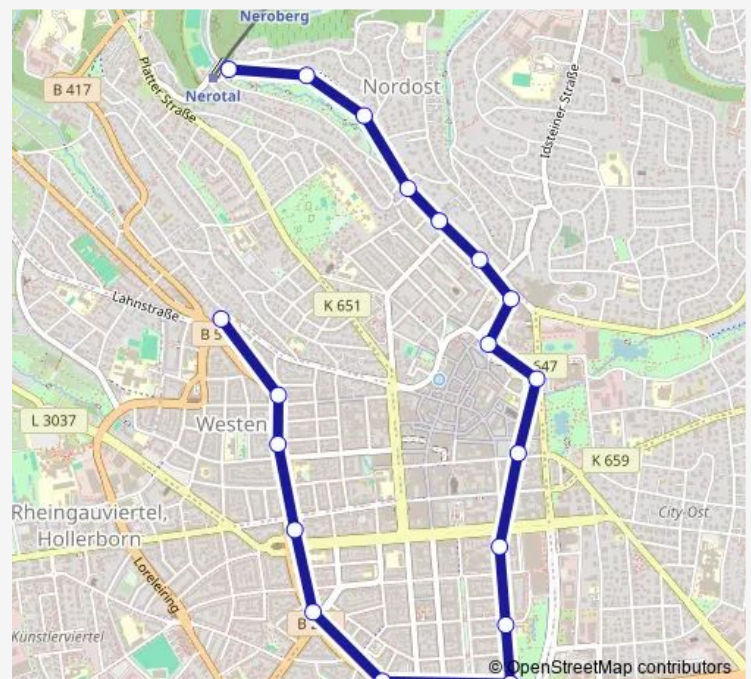 Neroberg
B 417
Platter Straße
Nerotal
Nordost
Idsteiner Straße
Lahnstraße
K 651
B 5
647
L 3037
Westen
K 659
Rheingauviertel,
Hollerborn
City-Ost
Loreleiring
Künstlerviertel
B 2
© OpenStreetMap contributors